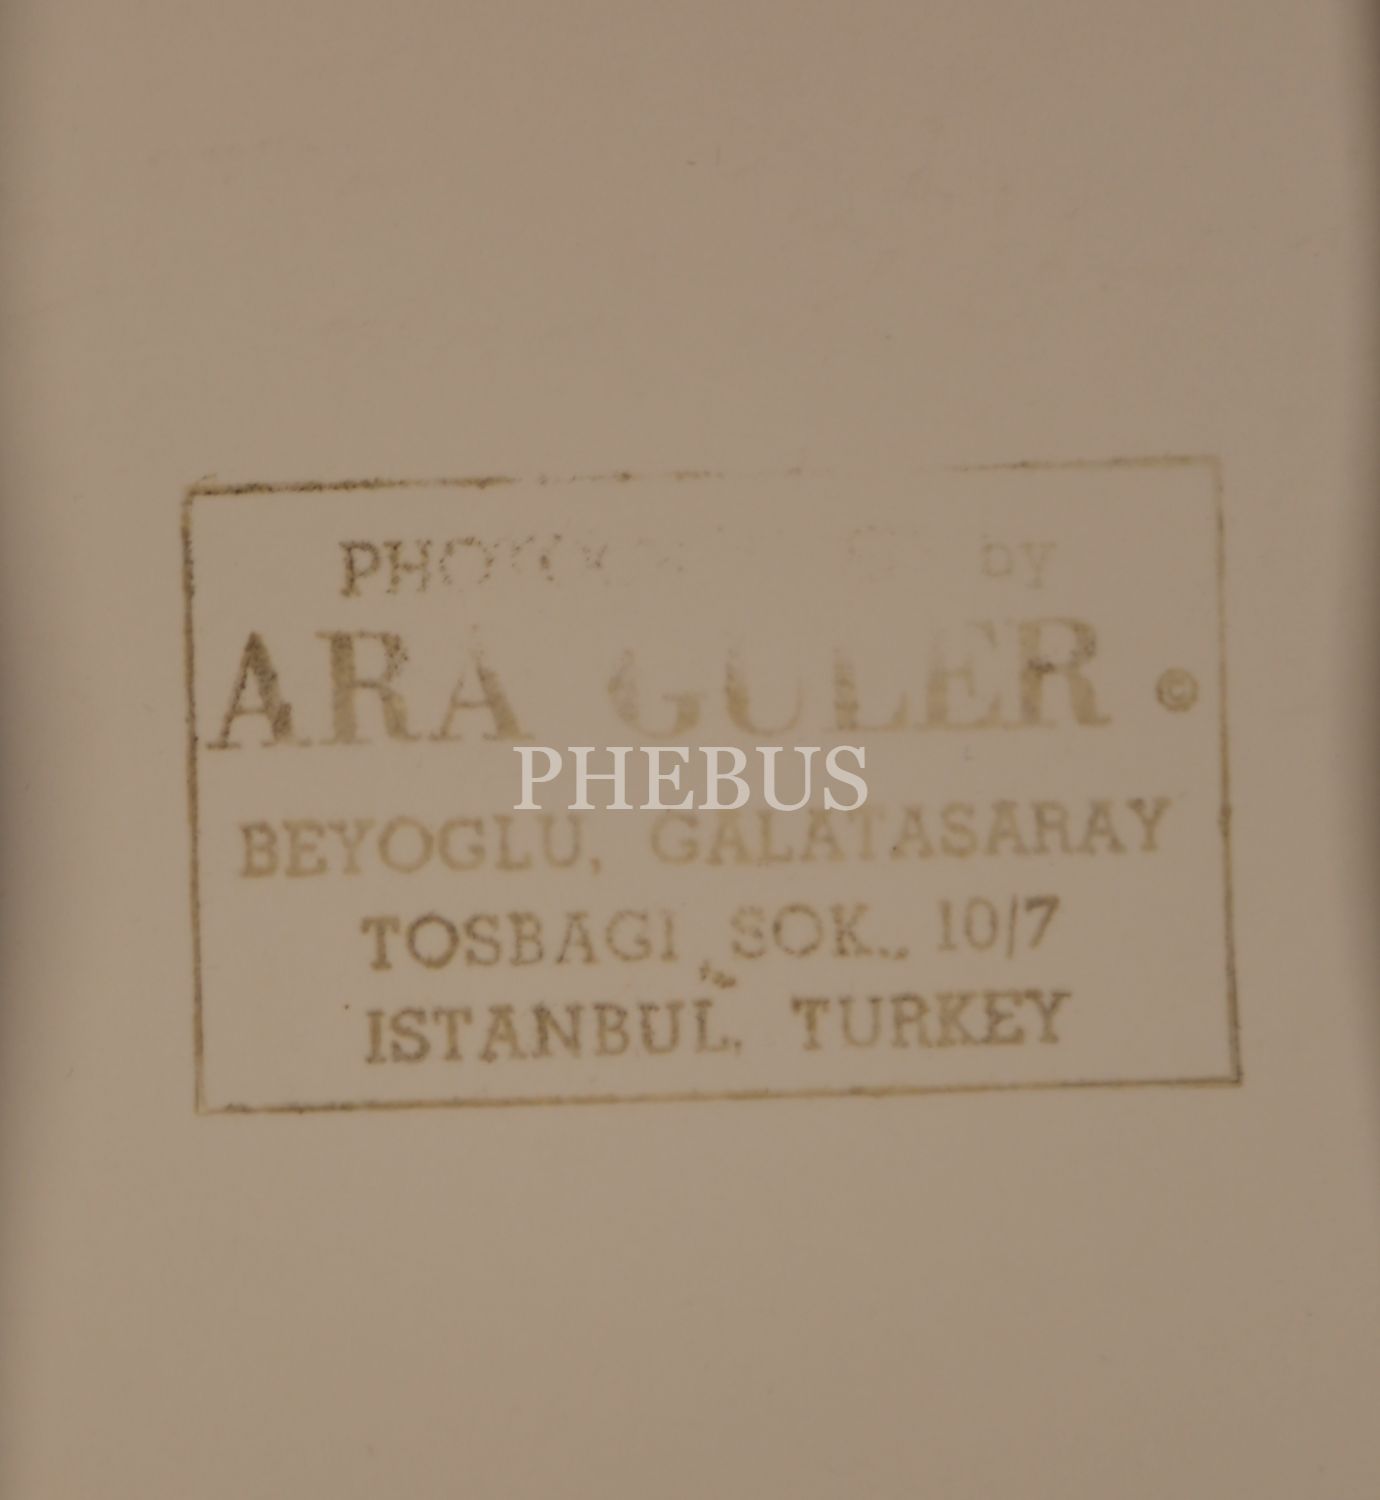 by
ARA GULER ©
PHEBUS
BEYOGLU, GALATASARAY
TOSBAGI SOK., 10/7
ISTANBUL, TURKEY